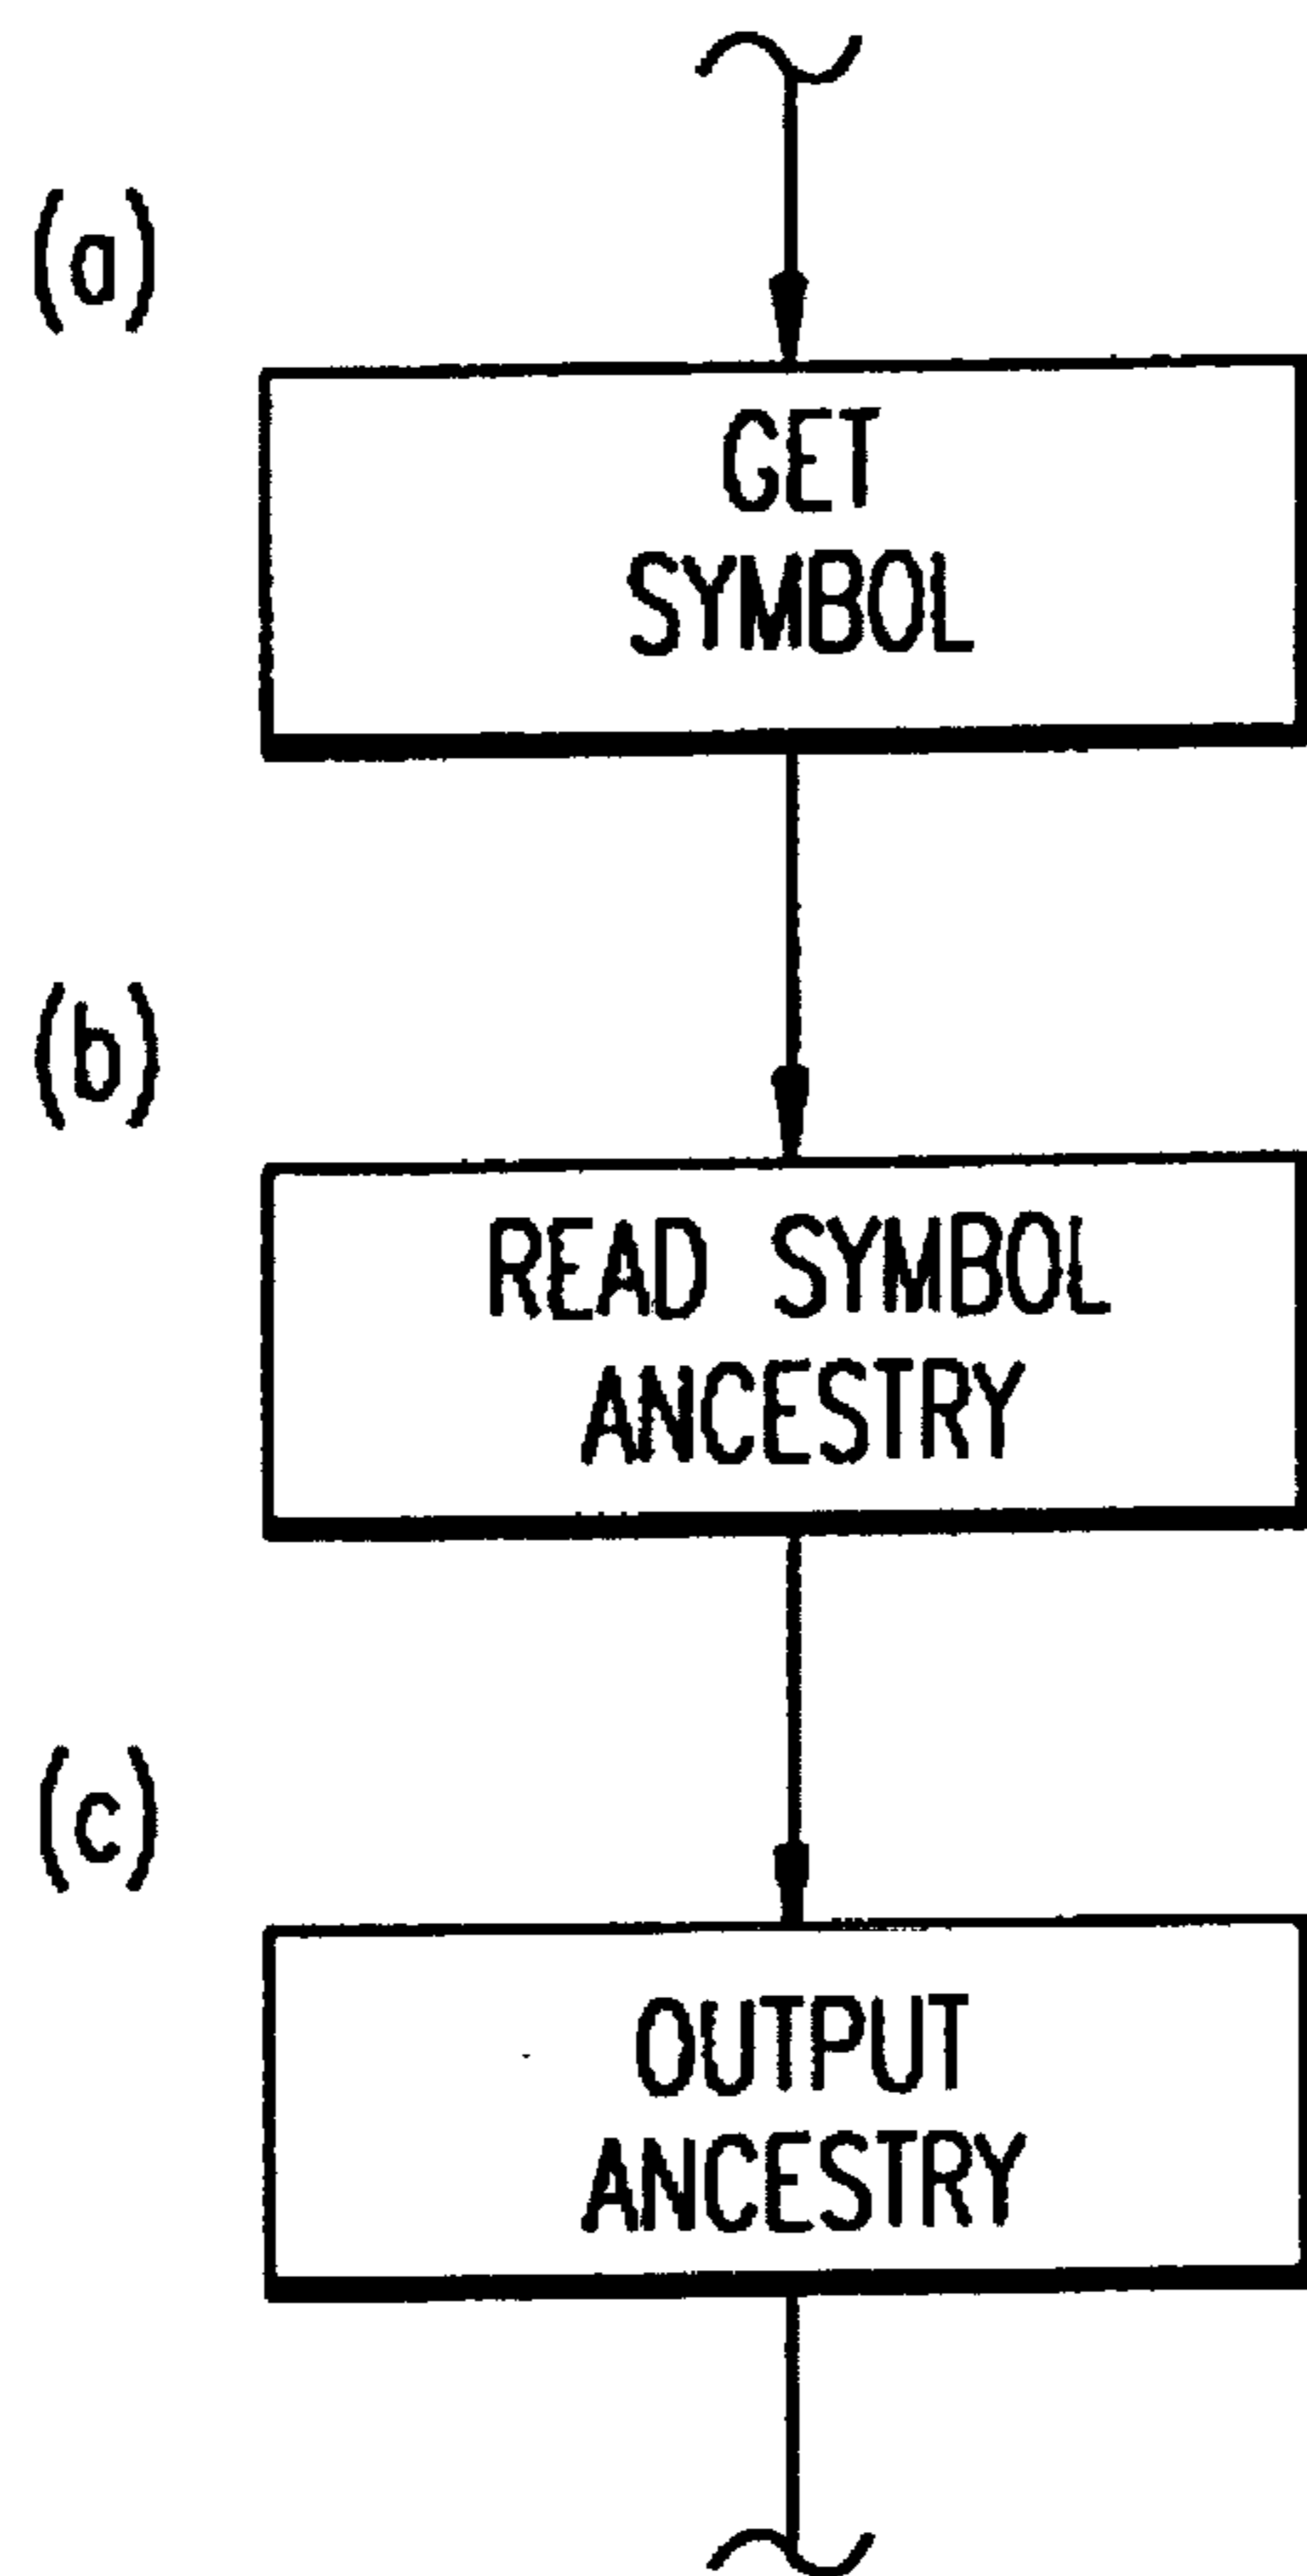 (a)
GET
SYMBOL
(b)
READ SYMBOL
ANCESTRY
(c)
OUTPUT
ANCESTRY